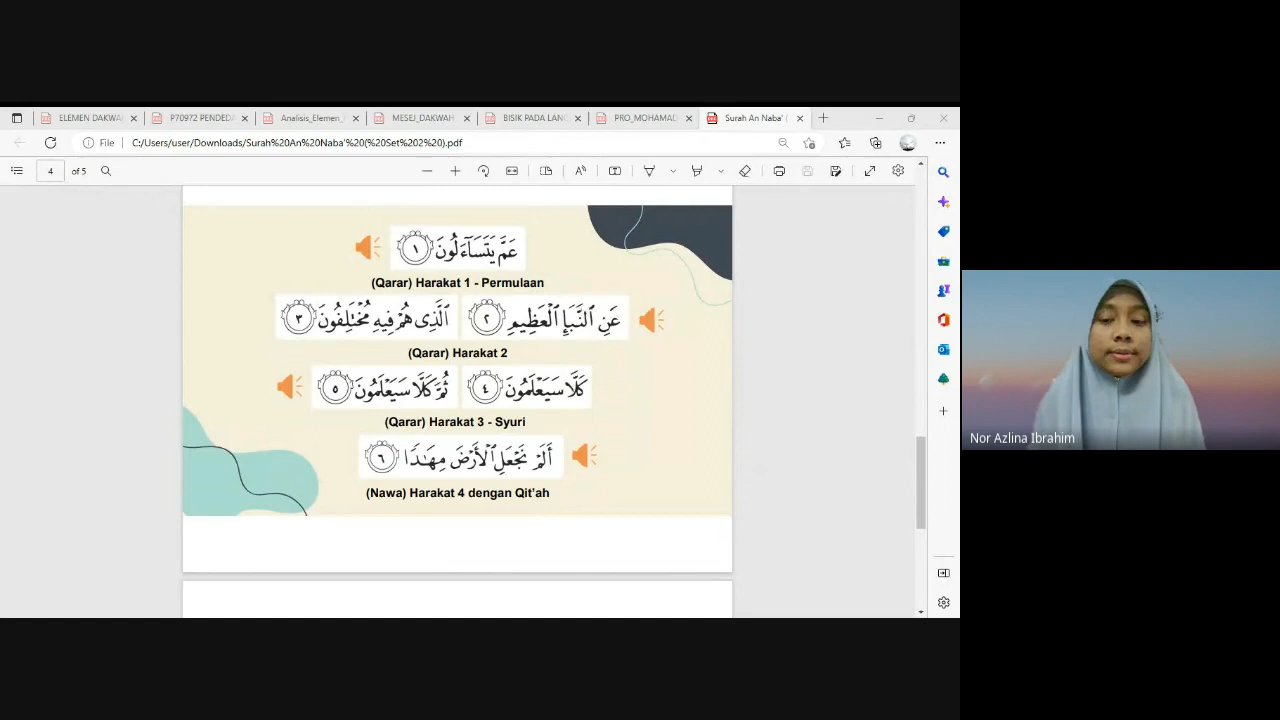 ELEMEN DAKWA
P70972 PENDEDA
Analisis_Elemen_
MESEJ_DAKWAH
BISIK PADA LANG
PRO_MOHAMAD
Surah An Naba' (
File
C:/Users/user/Downloads/Surah%20An%20Naba'%20(%20Set%202%20).pdf
4 of 5
عَمَّ يَتَسَآءَلُونَ ١
(Qarar) Harakat 1 - Permulaan
عَنِ ٱلنَّبَإِ ٱلۡعَظِيمِ ٢ ٱلَّذِى هُمۡ فِيهِ مُخۡتَلِفُونَ ٣
(Qarar) Harakat 2
كَلَّا سَيَعۡلَمُونَ ٤ ثُمَّ كَلَّا سَيَعۡلَمُونَ ٥
(Qarar) Harakat 3 - Syuri
أَلَمۡ نَجۡعَلِ ٱلۡأَرۡضَ مِهَٰدٗا ٦
(Nawa) Harakat 4 dengan Qit'ah
Nor Azlina Ibrahim